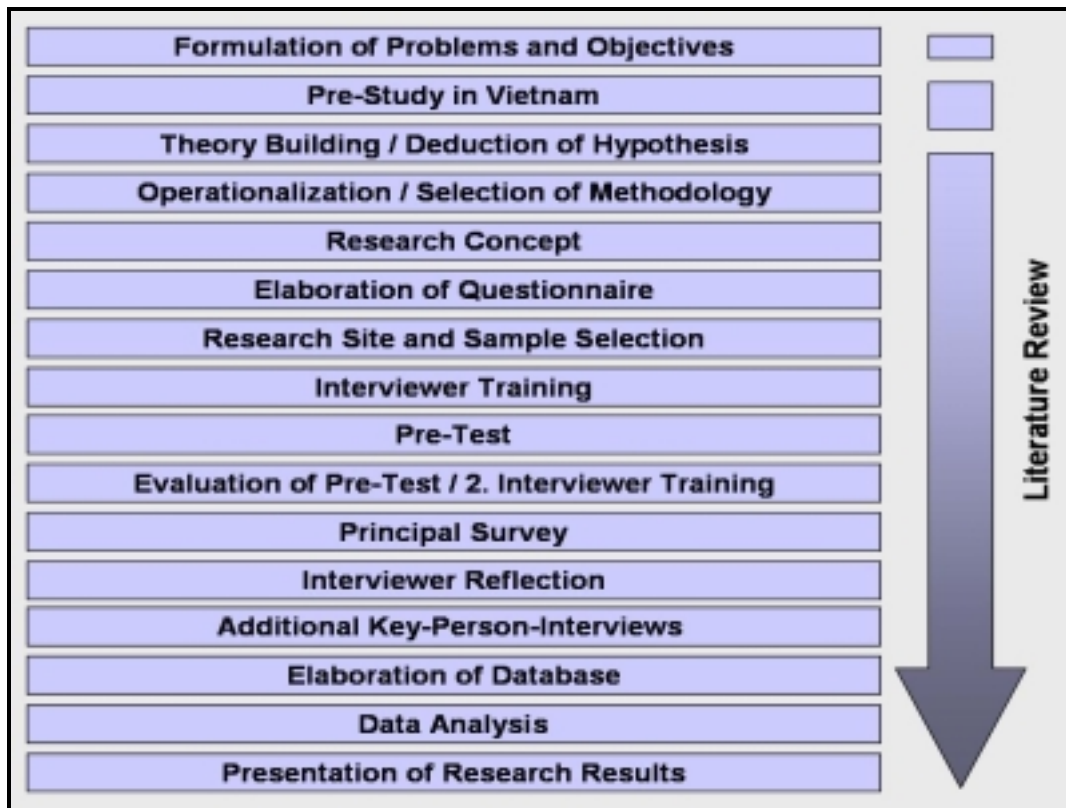 Formulation of Problems and Objectives
Pre-Study in Vietnam
Theory Building / Deduction of Hypothesis
Operationalization / Selection of Methodology
Research Concept
Elaboration of Questionnaire
Research Site and Sample Selection
Interviewer Training
Pre-Test
Evaluation of Pre-Test / 2. Interviewer Training
Principal Survey
Interviewer Reflection
Additional Key-Person-Interviews
Elaboration of Database
Data Analysis
Presentation of Research Results
Literature Review